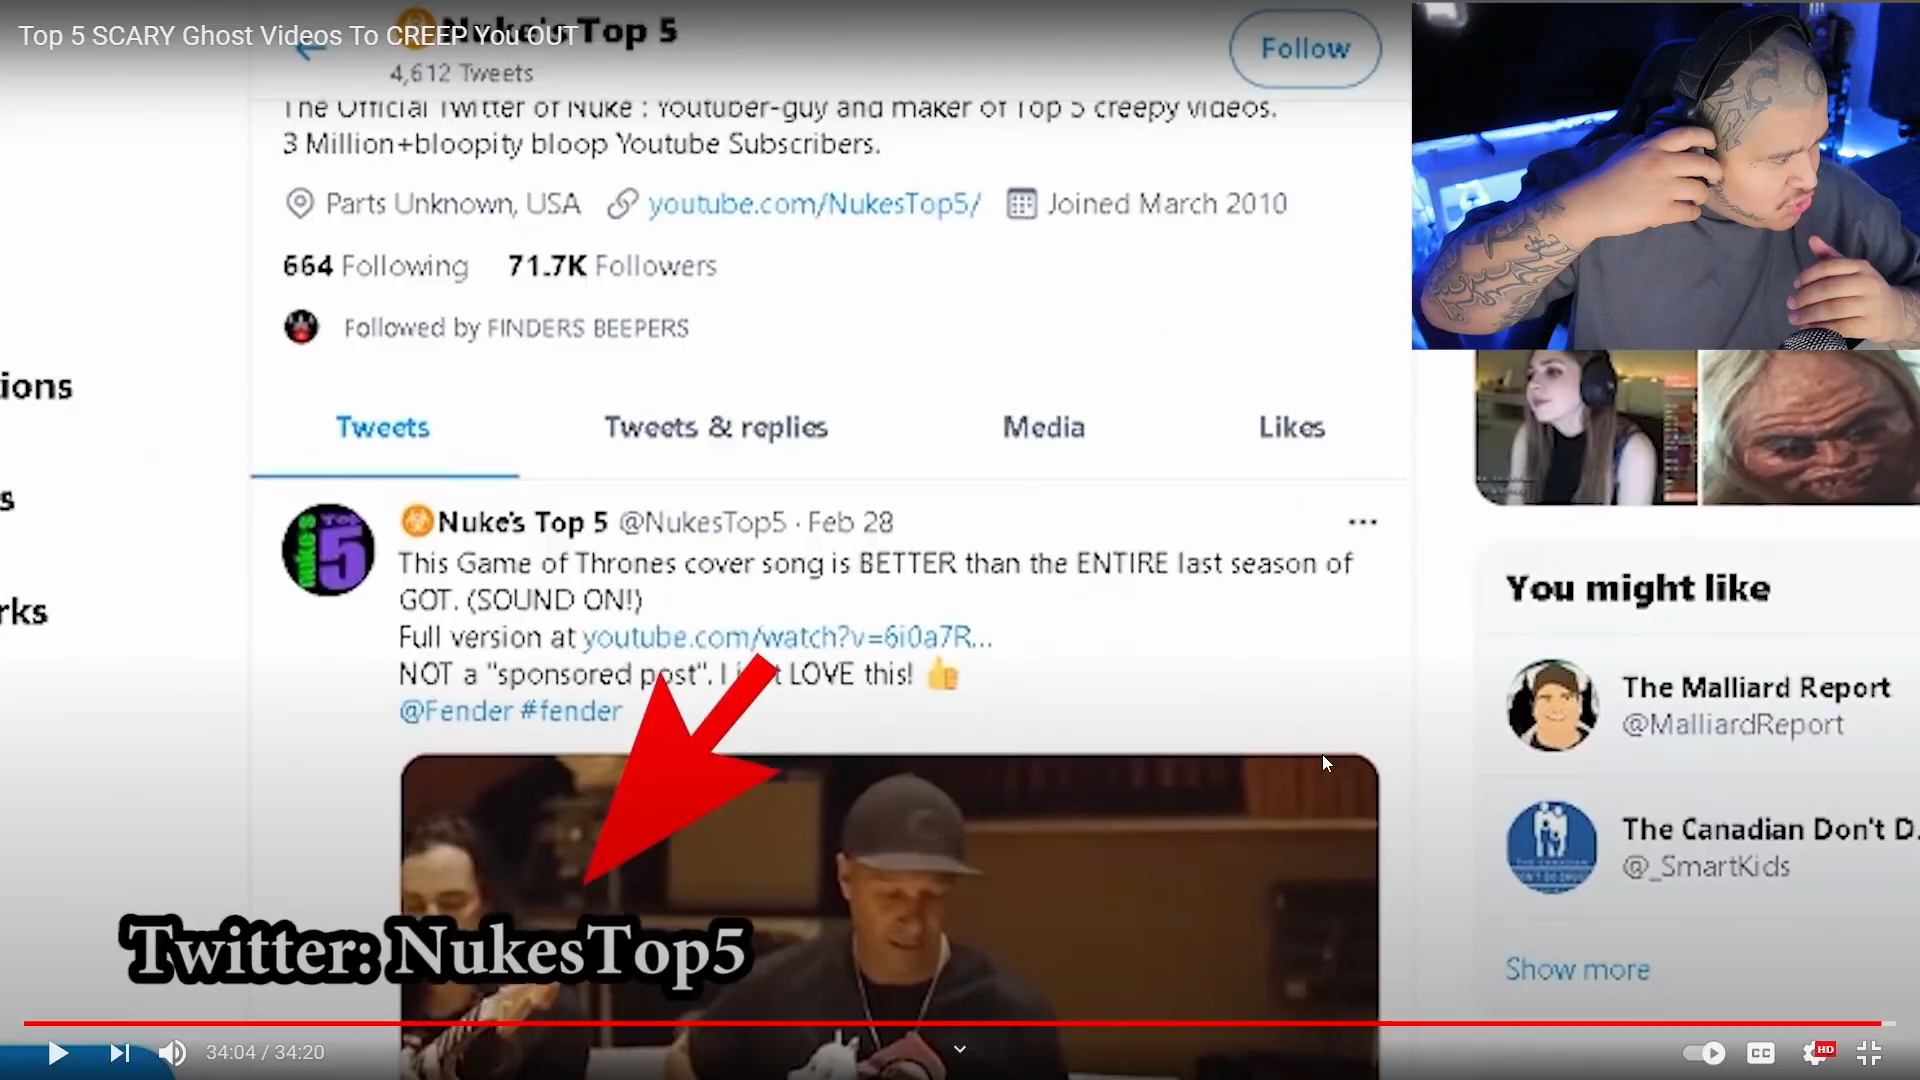 Top 5 SCARY Ghost Videos To CREEP You OUT
Nuke's Top 5
4,612 Tweets
Follow
The Official Twitter of Nuke : Youtuber-guy and maker of Top 5 creepy videos.
3 Million+bloopity bloop Youtube Subscribers.
Parts Unknown, USA youtube.com/NukesTop5/ Joined March 2010
664 Following 71.7K Followers
Followed by FINDERS BEEPERS
ions
s
rks
Tweets Tweets & replies Media Likes
Nuke's Top 5 @NukesTop5 · Feb 28
This Game of Thrones cover song is BETTER than the ENTIRE last season of
GOT. (SOUND ON!)
Full version at youtube.com/watch?v=6i0a7R...
NOT a "sponsored post". I LOVE this!
@Fender #fender
nuke's TOP 5
You might like
The Malliard Report
@MalliardReport
The Canadian Don't D...
@_SmartKids
Show more
Twitter: NukesTop5
34:04 / 34:20
CC
HD